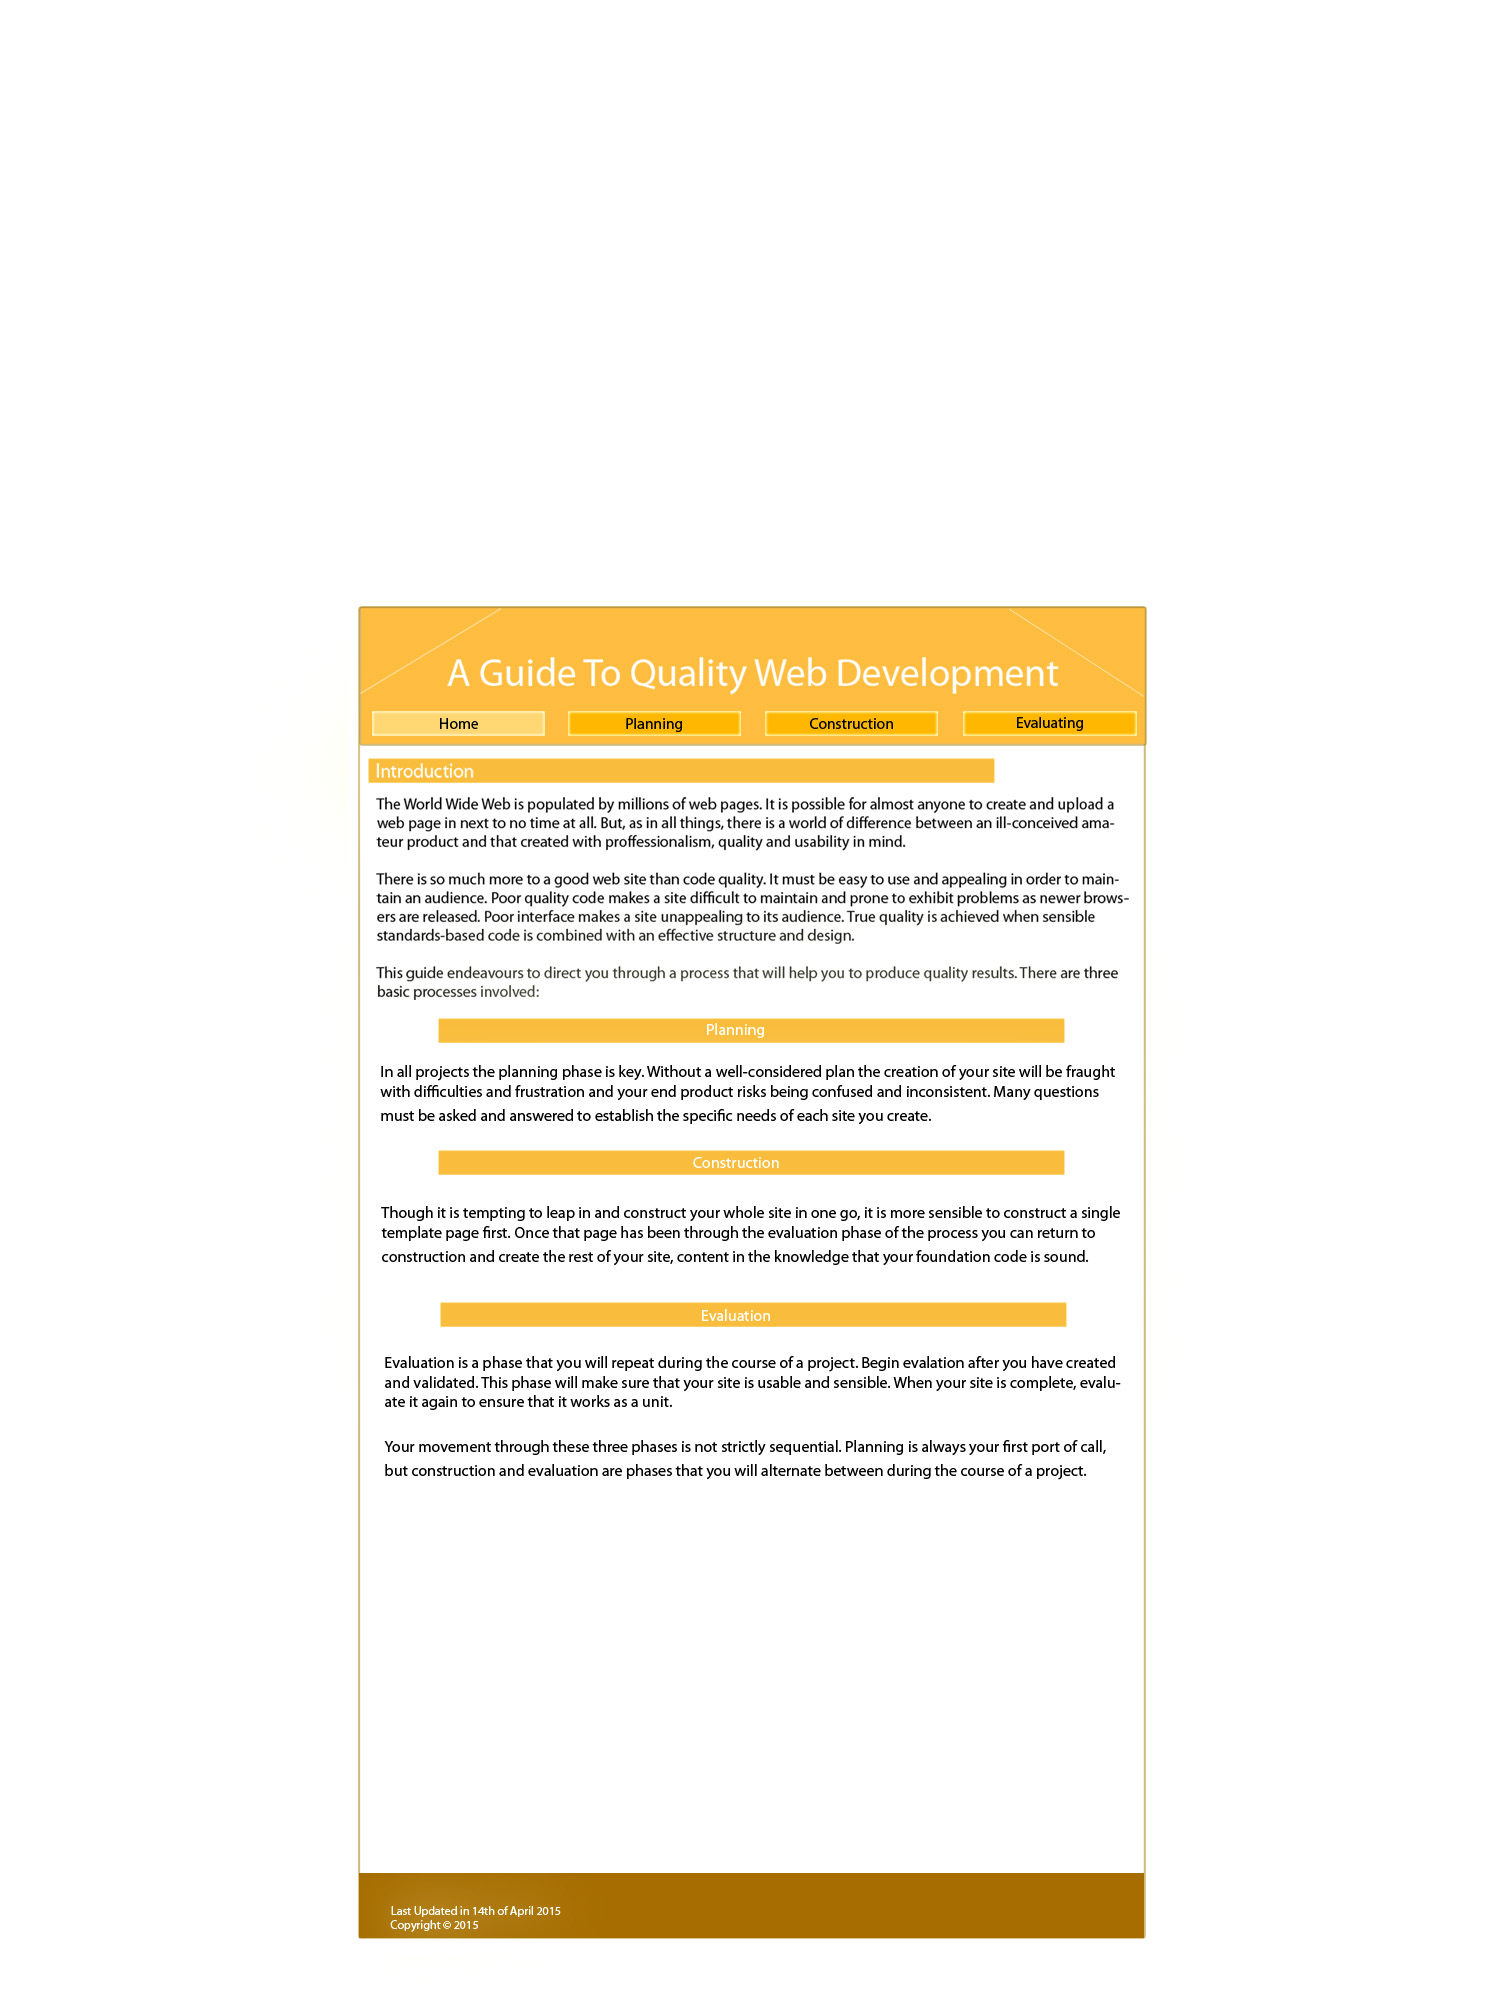 A Guide To Quality Web Development
Home Planning Construction Evaluating
Introduction
The World Wide Web is populated by millions of web pages. It is possible for almost anyone to create and upload a
web page in next to no time at all. But, as in all things, there is a world of difference between an ill-conceived ama-
teur product and that created with proffessionalism, quality and usability in mind.
There is so much more to a good web site than code quality. It must be easy to use and appealing in order to main-
tain an audience. Poor quality code makes a site difficult to maintain and prone to exhibit problems as newer brows-
ers are released. Poor interface makes a site unappealing to its audience. True quality is achieved when sensible
standards-based code is combined with an effective structure and design.
This guide endeavours to direct you through a process that will help you to produce quality results. There are three
basic processes involved:
Planning
In all projects the planning phase is key. Without a well-considered plan the creation of your site will be fraught
with difficulties and frustration and your end product risks being confused and inconsistent. Many questions
must be asked and answered to establish the specific needs of each site you create.
Construction
Though it is tempting to leap in and construct your whole site in one go, it is more sensible to construct a single
template page first. Once that page has been through the evaluation phase of the process you can return to
construction and create the rest of your site, content in the knowledge that your foundation code is sound.
Evaluation
Evaluation is a phase that you will repeat during the course of a project. Begin evalation after you have created
and validated. This phase will make sure that your site is usable and sensible. When your site is complete, evalu-
ate it again to ensure that it works as a unit.
Your movement through these three phases is not strictly sequential. Planning is always your first port of call,
but construction and evaluation are phases that you will alternate between during the course of a project.
Last Updated in 14th of April 2015
Copyright © 2015